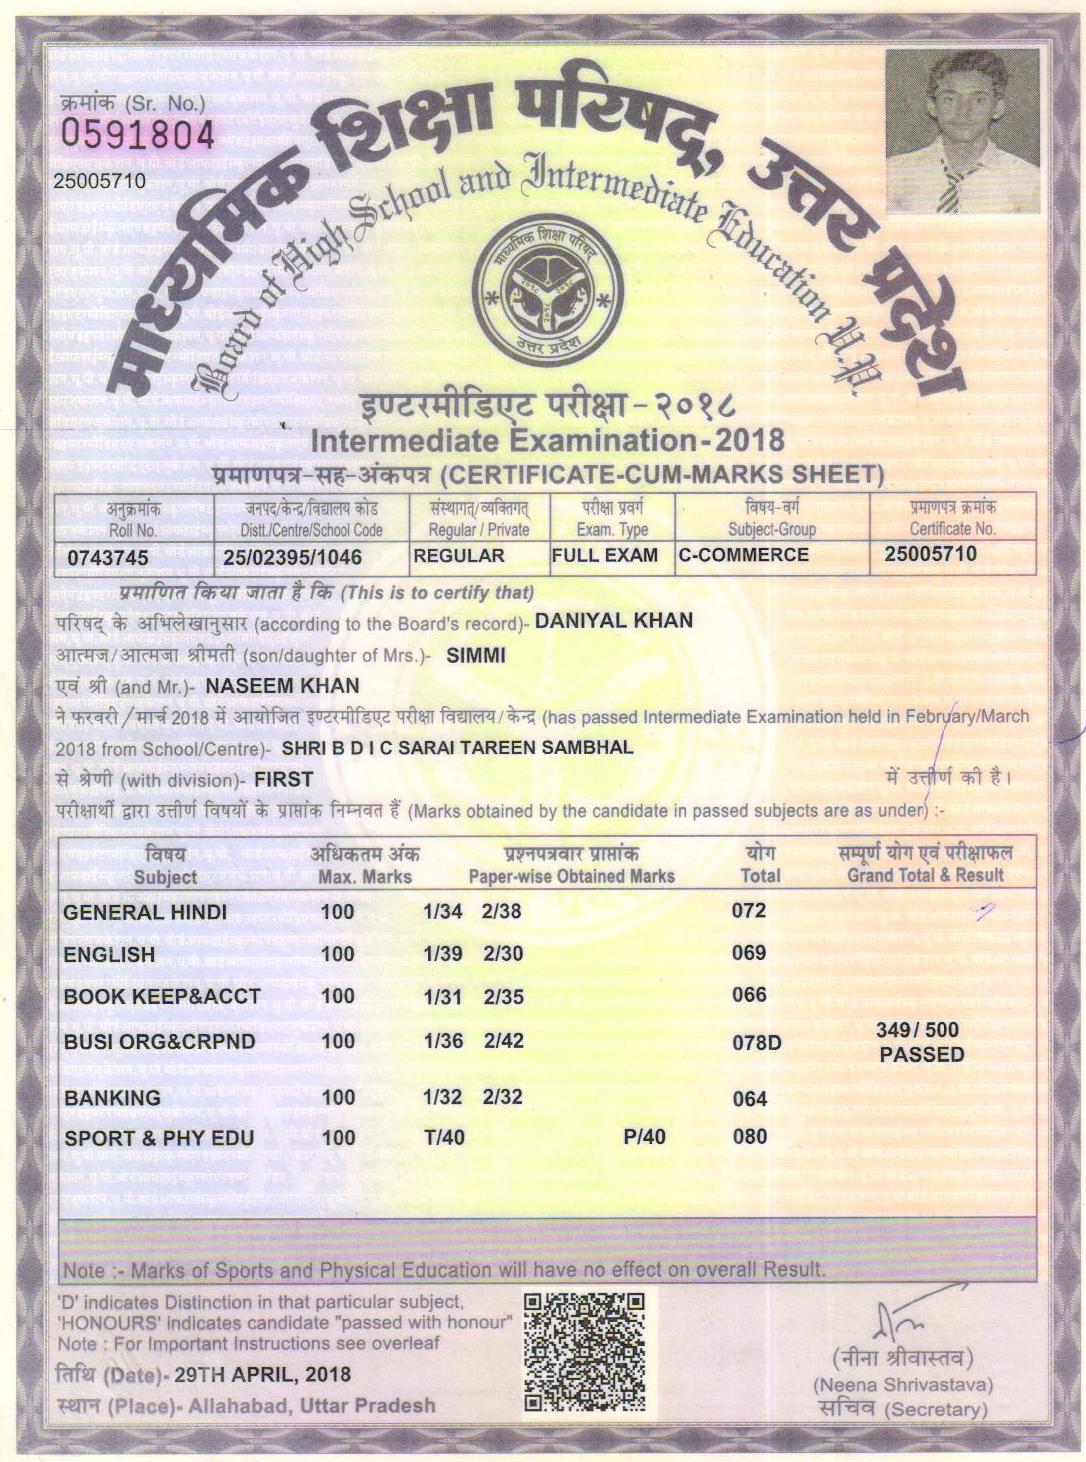 क्रमांक (Sr. No.)
0591804
25005710
माध्यमिक शिक्षा परिषद्, उत्तर प्रदेश
Board of High School and Intermediate Education U.P.
माध्यमिक शिक्षा परिषद्
उत्तर प्रदेश
इण्टरमीडिएट परीक्षा - २०१८
Intermediate Examination - 2018
प्रमाणपत्र-सह-अंकपत्र (CERTIFICATE-CUM-MARKS SHEET)
अनुक्रमांक जनपद/केन्द्र/विद्यालय कोड संस्थागत्/व्यक्तिगत् परीक्षा प्रवर्ग विषय-वर्ग प्रमाणपत्र क्रमांक
Roll No. Distt./Centre/School Code Regular / Private Exam. Type Subject-Group Certificate No.
0743745 25/02395/1046 REGULAR FULL EXAM C-COMMERCE 25005710
प्रमाणित किया जाता है कि (This is to certify that)
परिषद् के अभिलेखानुसार (according to the Board's record)- DANIYAL KHAN
आत्मज/आत्मजा श्रीमती (son/daughter of Mrs.)- SIMMI
एवं श्री (and Mr.)- NASEEM KHAN
ने फरवरी/मार्च 2018 में आयोजित इण्टरमीडिएट परीक्षा विद्यालय/केन्द्र (has passed Intermediate Examination held in February/March
2018 from School/Centre)- SHRI B D I C SARAI TAREEN SAMBHAL
से श्रेणी (with division)- FIRST में उत्तीर्ण की है।
परीक्षार्थी द्वारा उत्तीर्ण विषयों के प्राप्तांक निम्नवत हैं (Marks obtained by the candidate in passed subjects are as under) :-
विषय अधिकतम अंक प्रश्नपत्रवार प्राप्तांक योग सम्पूर्ण योग एवं परीक्षाफल
Subject Max. Marks Paper-wise Obtained Marks Total Grand Total & Result
GENERAL HINDI 100 1/34 2/38 072
ENGLISH 100 1/39 2/30 069
BOOK KEEP&ACCT 100 1/31 2/35 066
BUSI ORG&CRPND 100 1/36 2/42 078D 349/ 500
PASSED
BANKING 100 1/32 2/32 064
SPORT & PHY EDU 100 T/40 P/40 080
Note :- Marks of Sports and Physical Education will have no effect on overall Result.
'D' indicates Distinction in that particular subject,
'HONOURS' indicates candidate "passed with honour"
Note : For Important Instructions see overleaf
तिथि (Date)- 29TH APRIL, 2018
स्थान (Place)- Allahabad, Uttar Pradesh
(नीना श्रीवास्तव)
(Neena Shrivastava)
सचिव (Secretary)